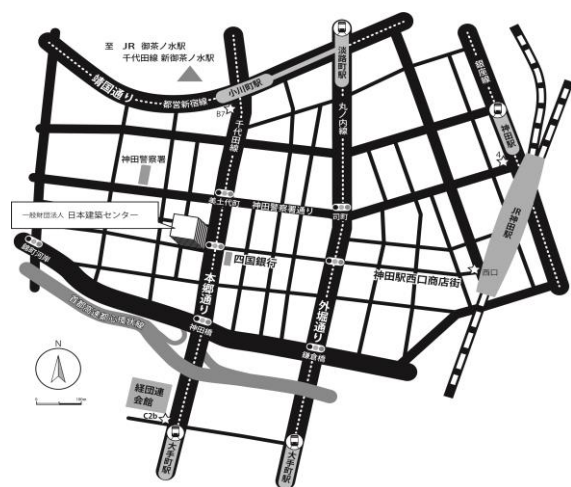 至 JR 御茶ノ水駅
千代田線 新御茶ノ水駅
靖国通り
都営新宿線
小川町駅
B7
千代田線
淡路町駅
丸ノ内線
銀座線
神田駅
4
JR神田駅
神田警察署
美土代町
神田警察署通り
司町
一般財団法人 日本建築センター
錦町河岸
四国銀行
本郷通り
外堀通り
神田駅西口商店街
西口
首都高速都心環状線
神田橋
鎌倉橋
N
0
100m
経団連
会館
C2b
大手町駅
大手町駅